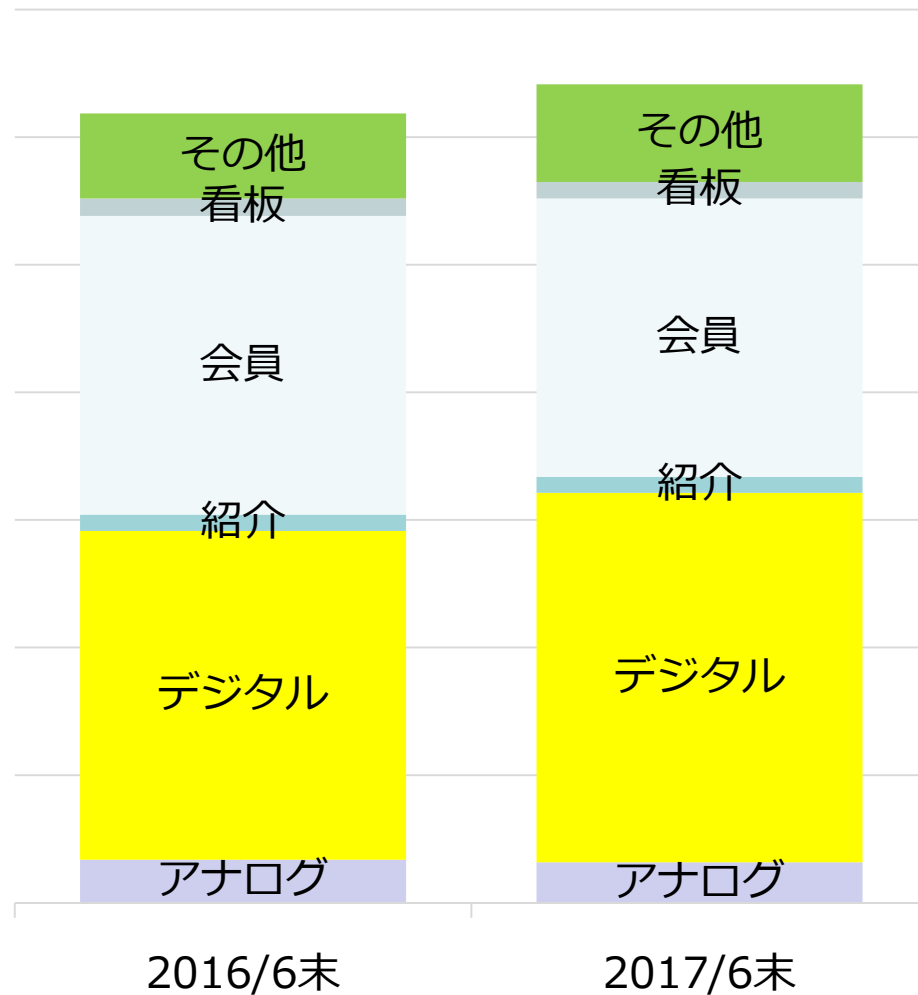 その他
看板
会員
紹介
デジタル
アナログ
その他
看板
会員
紹介
デジタル
アナログ
2016/6末
2017/6末